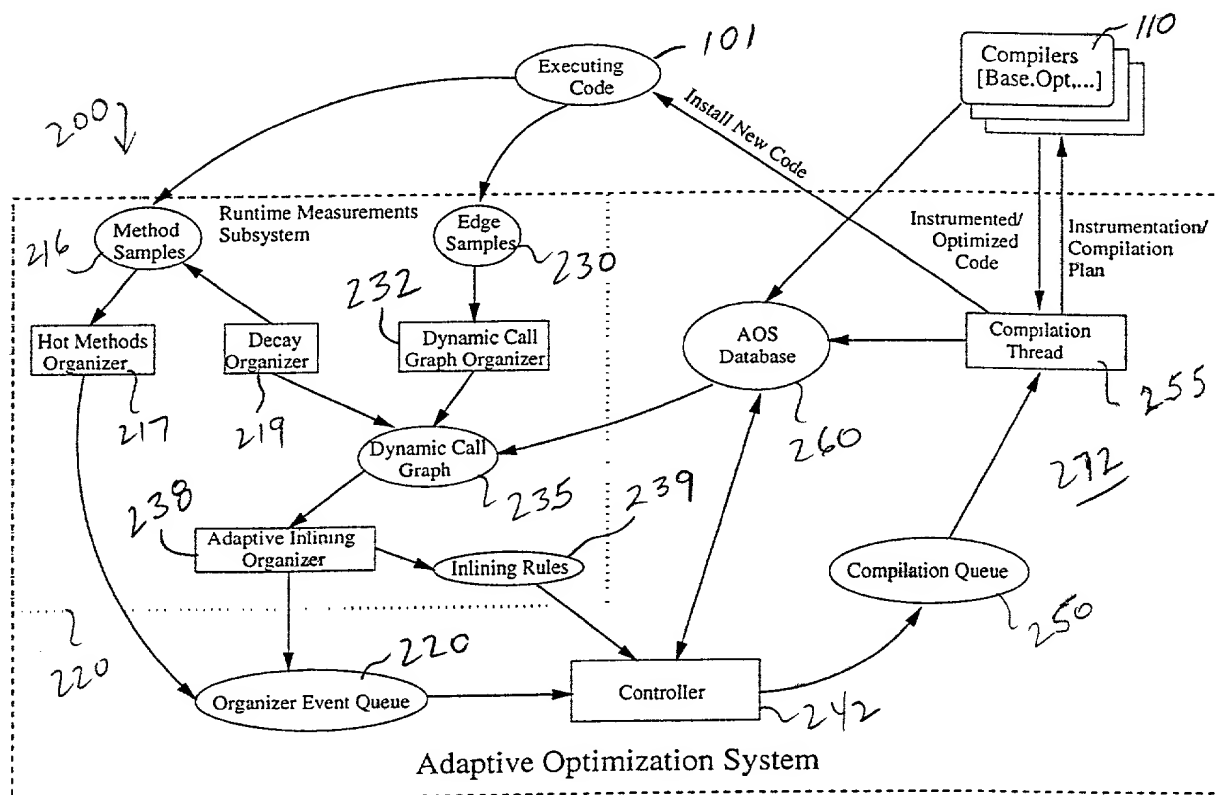 101
110
Executing
Code
Compilers
[Base.Opt,...]
200
Install New Code
Method
Samples
216
Runtime Measurements
Subsystem
Edge
Samples
230
Instrumented/
Optimized
Code
Instrumentation/
Compilation
Plan
232
Hot Methods
Organizer
217
Decay
Organizer
219
Dynamic Call
Graph Organizer
AOS
Database
260
Compilation
Thread
255
272
Dynamic Call
Graph
235
238
239
Adaptive Inlining
Organizer
Inlining Rules
Compilation Queue
250
220
220
Organizer Event Queue
Controller
242
Adaptive Optimization System